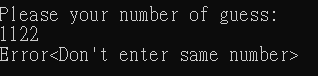 Please your number of guess:
1122
Error<Don't enter same number>